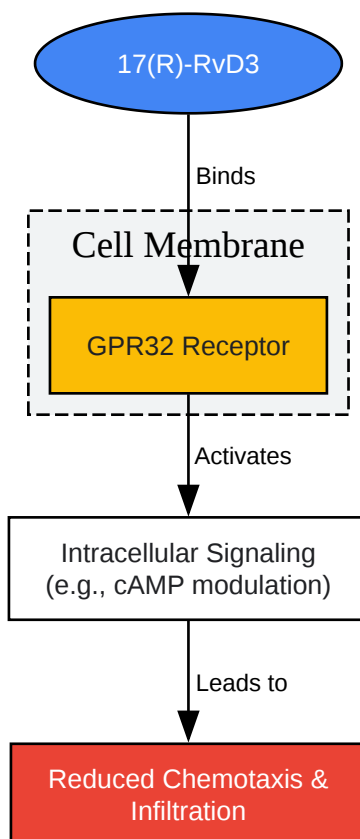 17(R)-RvD3
Binds
Cell Membrane
GPR32 Receptor
Activates
Intracellular Signaling
(e.g., cAMP modulation)
Leads to
Reduced Chemotaxis &
Infiltration